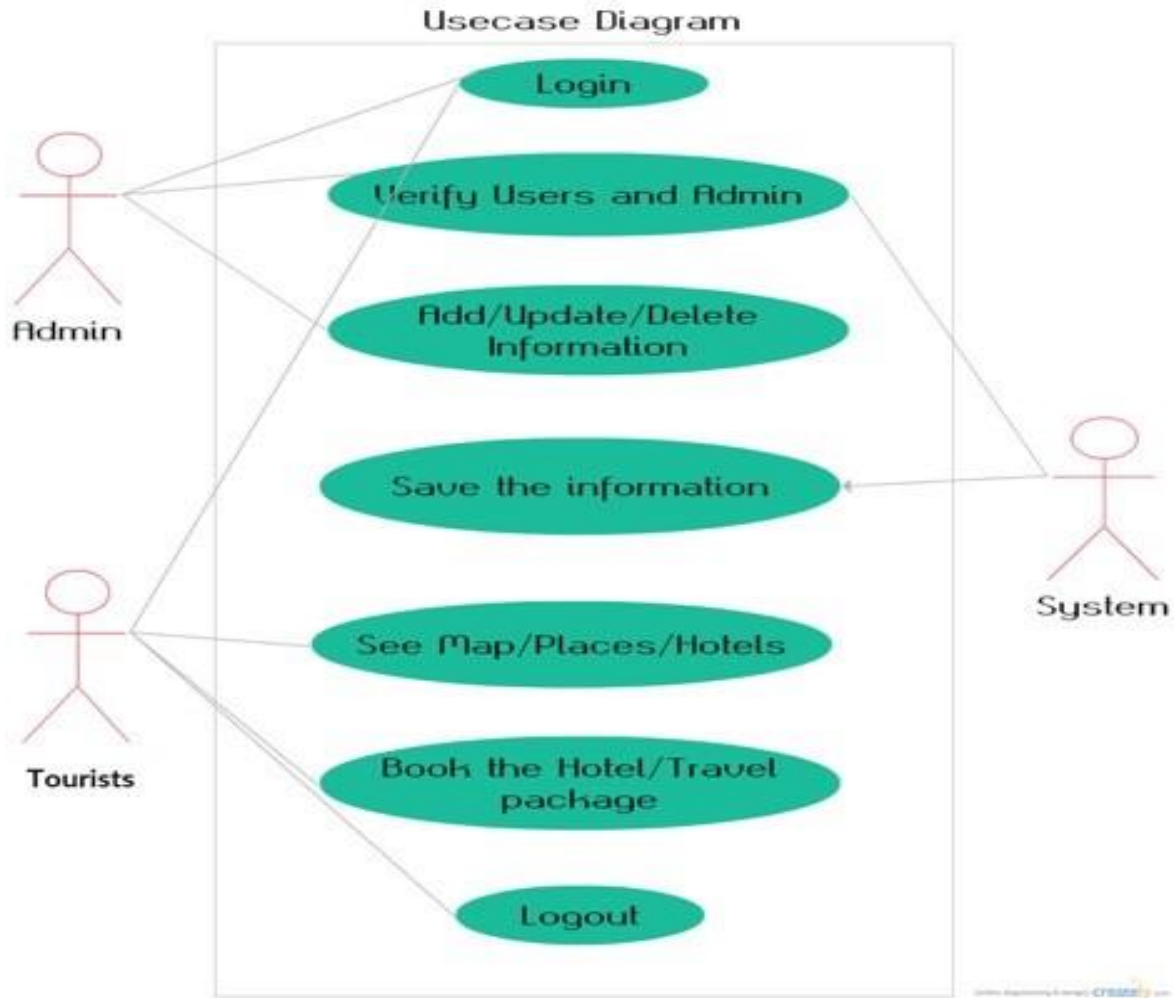 Usecase Diagram
Login
Verify Users and Admin
Admin
Add/Update/Delete
Information
Save the information
System
See Map/Places/Hotels
Tourists
Book the Hotel/Travel
package
Logout
creately